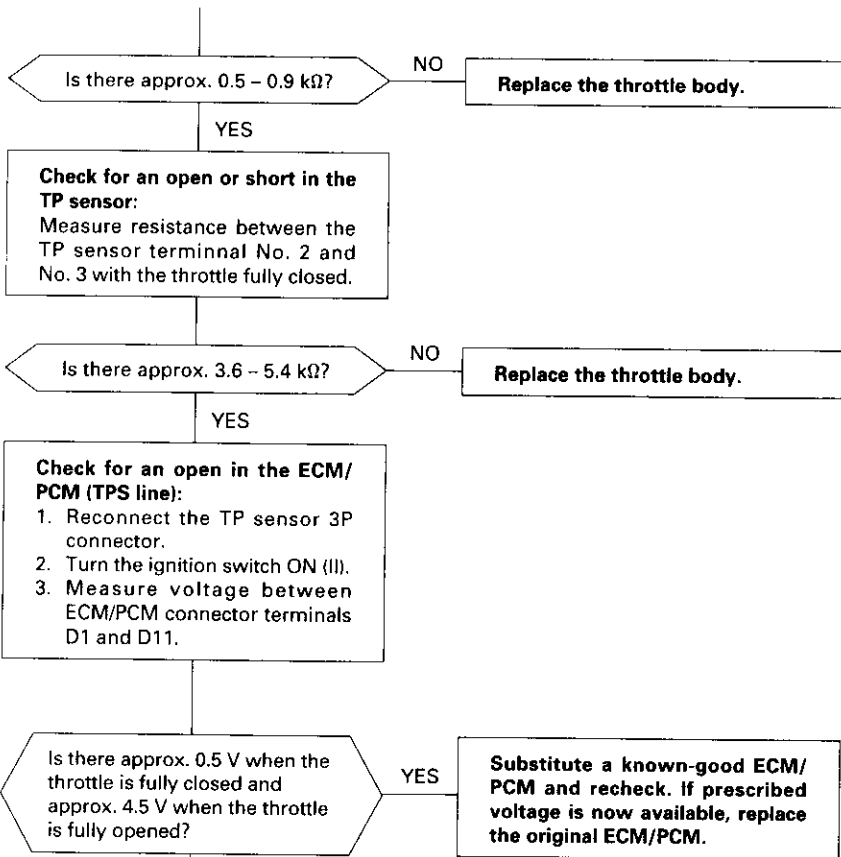 Is there approx. 0.5 – 0.9 kΩ?
NO
Replace the throttle body.
YES
Check for an open or short in the
TP sensor:
Measure resistance between the
TP sensor terminnal No. 2 and
No. 3 with the throttle fully closed.
Is there approx. 3.6 – 5.4 kΩ?
NO
Replace the throttle body.
YES
Check for an open in the ECM/
PCM (TPS line):
1. Reconnect the TP sensor 3P
connector.
2. Turn the ignition switch ON (II).
3. Measure voltage between
ECM/PCM connector terminals
D1 and D11.
Is there approx. 0.5 V when the
throttle is fully closed and
approx. 4.5 V when the throttle
is fully opened?
YES
Substitute a known-good ECM/
PCM and recheck. If prescribed
voltage is now available, replace
the original ECM/PCM.